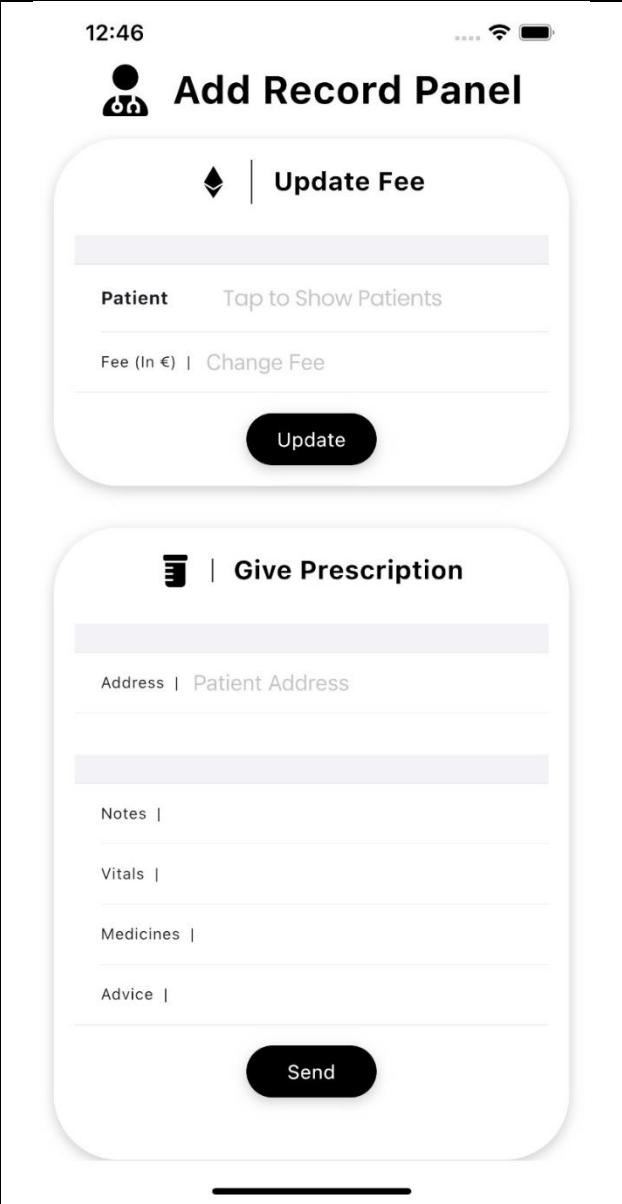 12:46
Add Record Panel
Update Fee
Patient Tap to Show Patients
Fee (In €) | Change Fee
Update
| Give Prescription
Address | Patient Address
Notes |
Vitals |
Medicines |
Advice |
Send